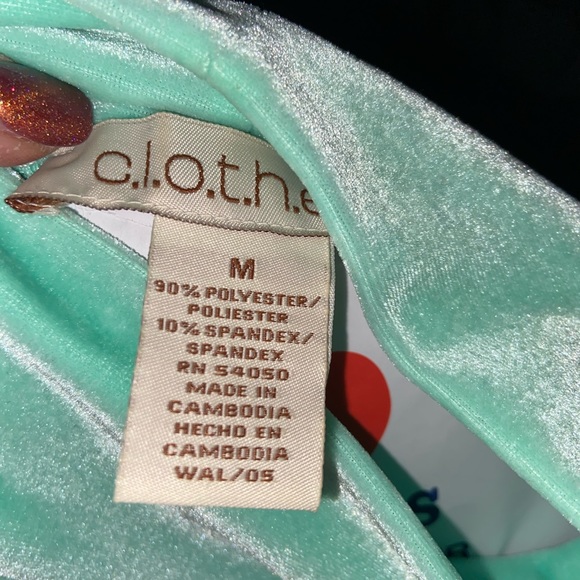 c.l.o.t.h.e
M
90% POLYESTER/
POLIESTER
10% SPANDEX/
SPANDEX
RN 54050
MADE IN
CAMBODIA
HECHO EN
CAMBODIA
WAL/05
S